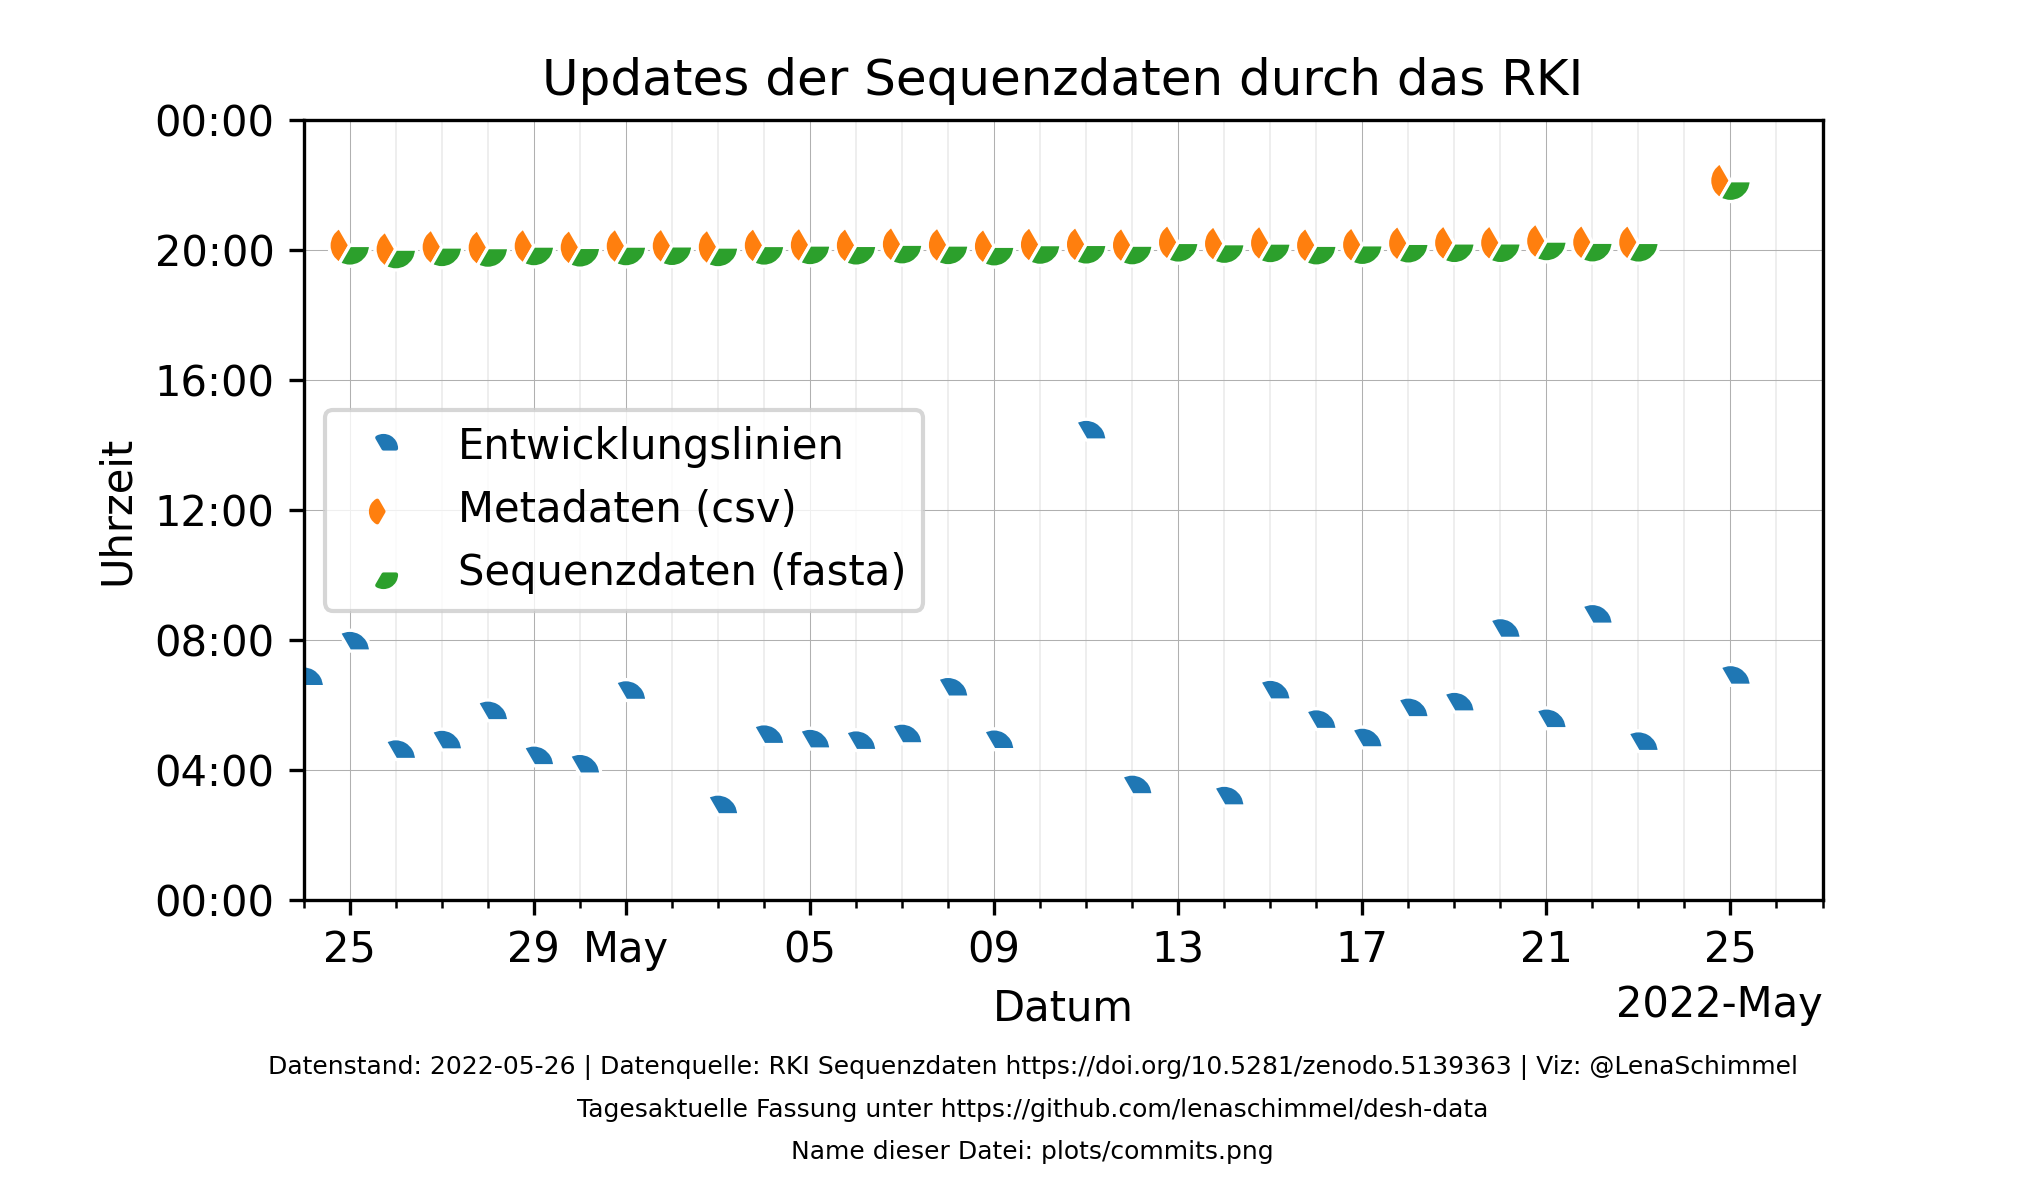 Updates der Sequenzdaten durch das RKI
00:00
20:00
16:00
12:00
08:00
04:00
00:00
Uhrzeit
Entwicklungslinien
Metadaten (csv)
Sequenzdaten (fasta)
25 29 May 05 09 13 17 21 25
Datum
2022-May
Datenstand: 2022-05-26 | Datenquelle: RKI Sequenzdaten https://doi.org/10.5281/zenodo.5139363 | Viz: @LenaSchimmel
Tagesaktuelle Fassung unter https://github.com/lenaschimmel/desh-data
Name dieser Datei: plots/commits.png